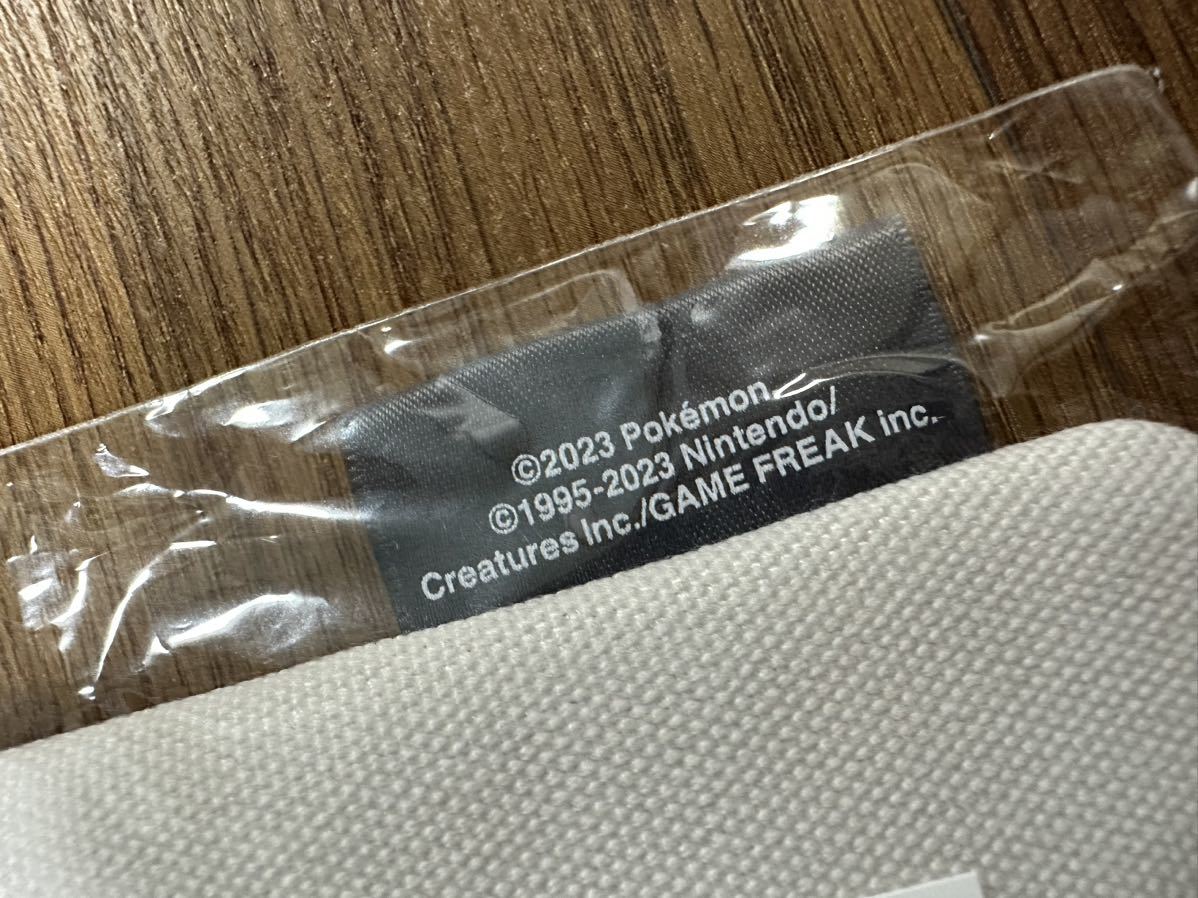 ©2023 Pokémon.
©1995-2023 Nintendo/
Creatures Inc./GAME FREAK inc.